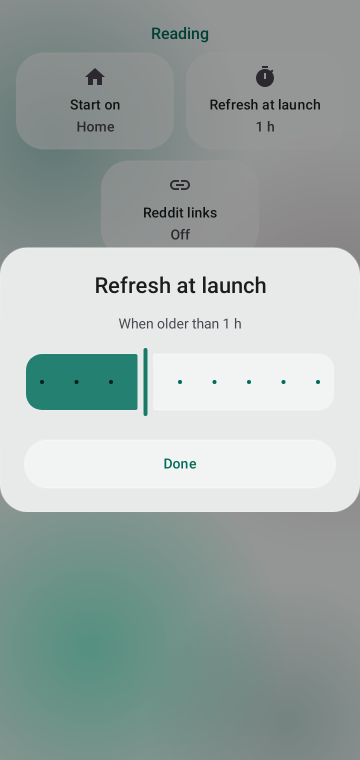 Reading
Start on
Home
Refresh at launch
1 h
Reddit links
Off
Refresh at launch
When older than 1 h
Done